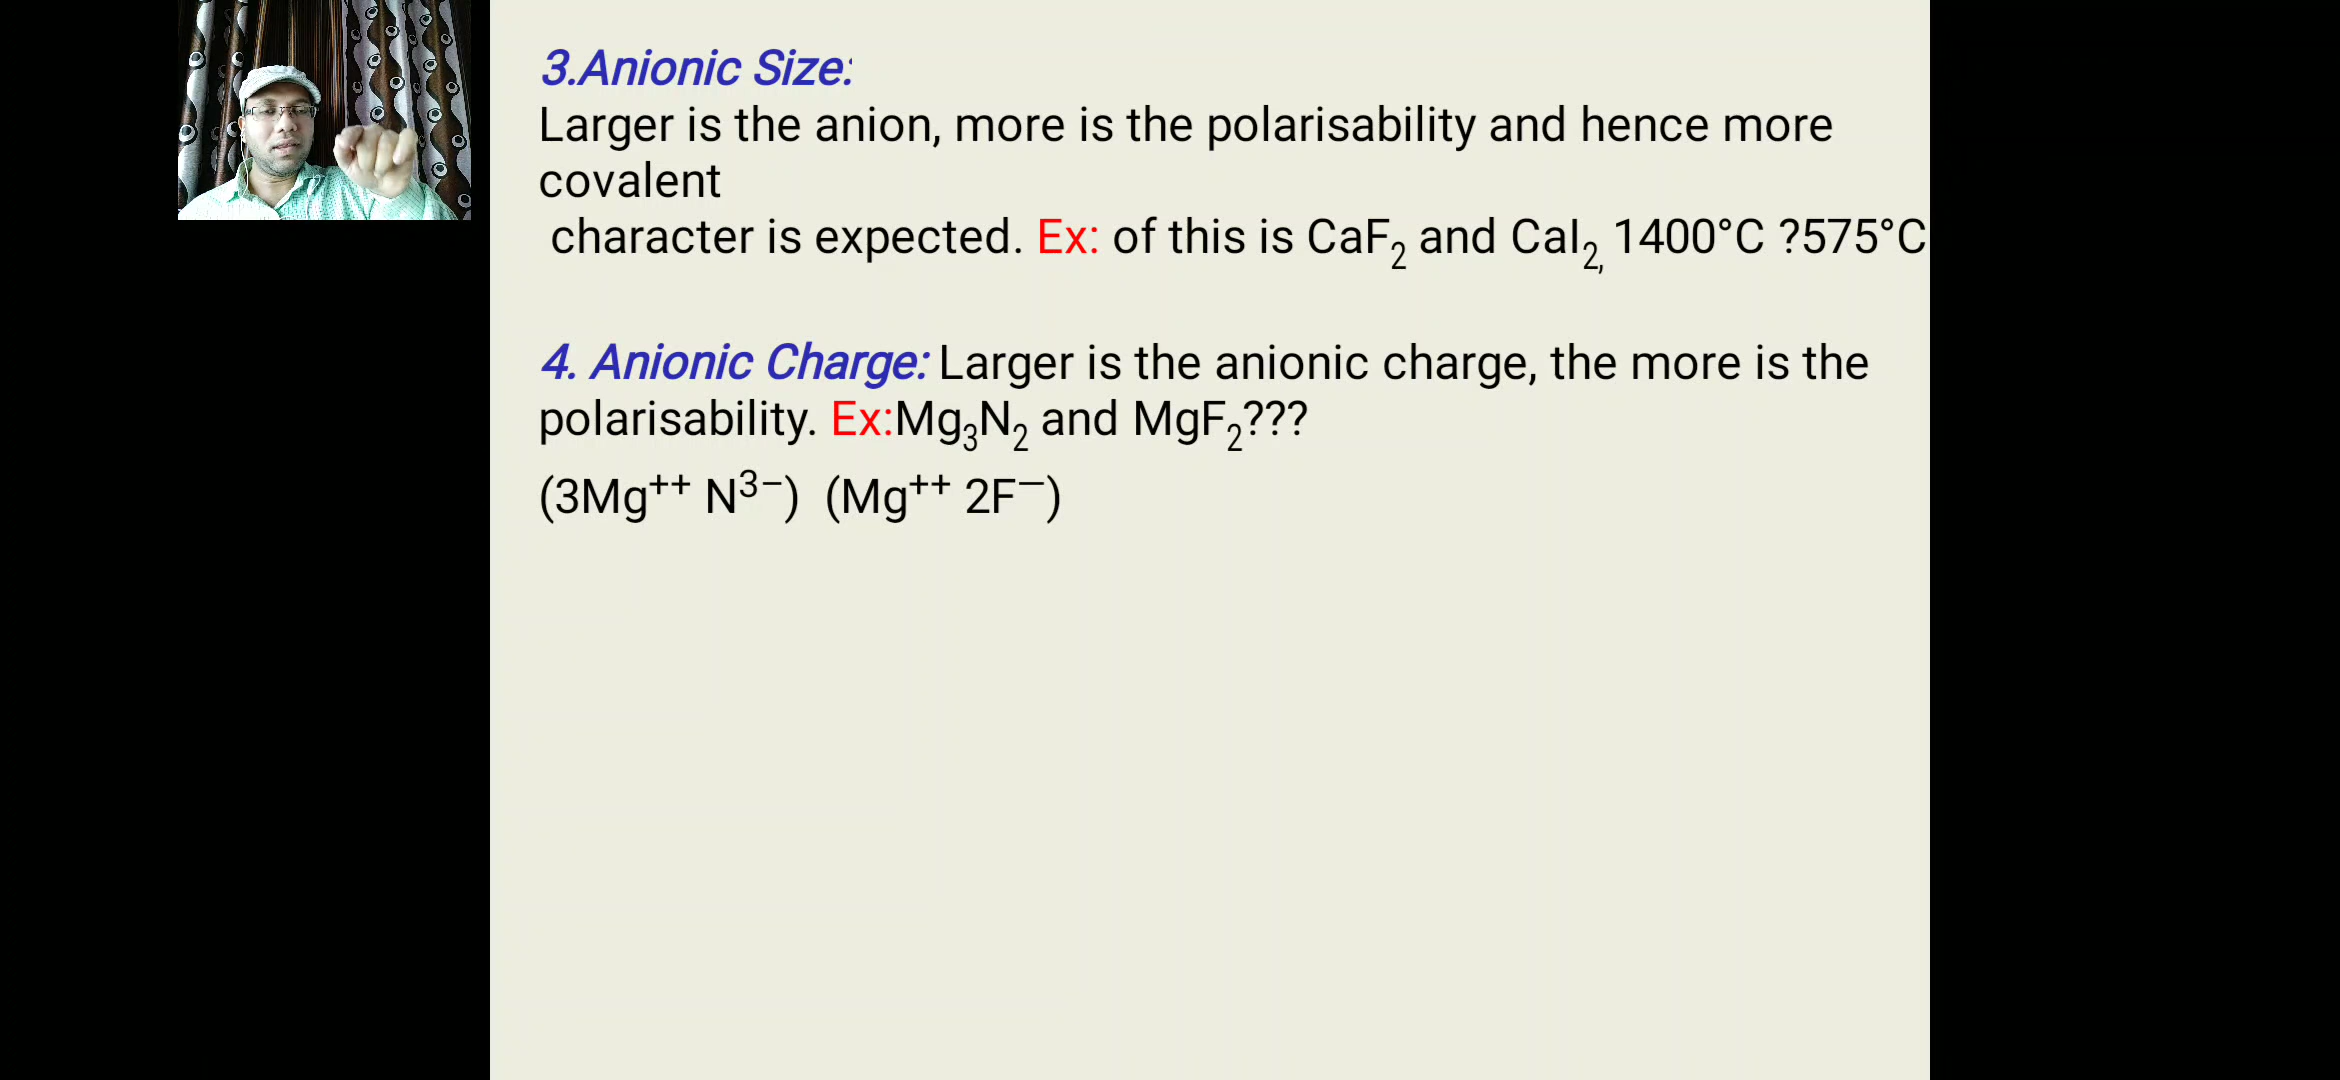 3.Anionic Size:
Larger is the anion, more is the polarisability and hence more
covalent
character is expected. Ex: of this is CaF₂ and CaI₂, 1400°C ?575°C
4. Anionic Charge: Larger is the anionic charge, the more is the
polarisability. Ex:Mg₃N₂ and MgF₂???
(3Mg⁺⁺ N³⁻) (Mg⁺⁺ 2F⁻)